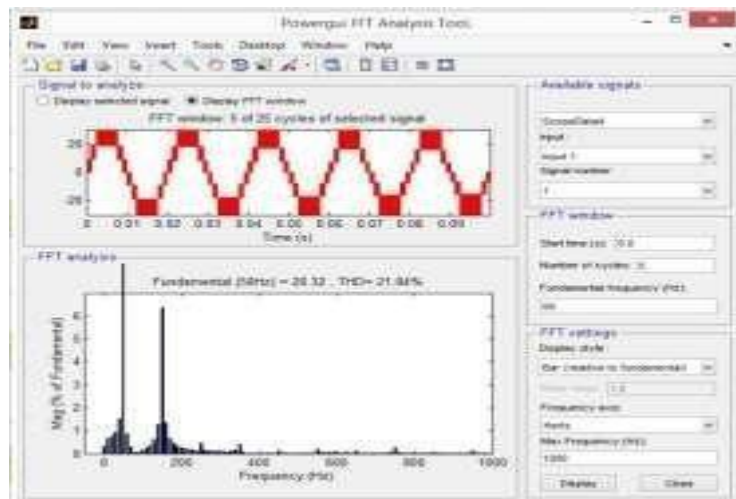 Powergui FFT Analysis Tool
File Edit View Insert Tools Desktop Window Help
Signal to analyze
Display selected signal Display FFT window
FFT window: 5 of 25 cycles of selected signal
0
0 0.01 0.02 0.03 0.04 0.05 0.06 0.07 0.08 0.09
Time (s)
FFT analysis
Fundamental (50Hz) = 28.32 , THD= 21.84%
Mag (% of Fundamental)
6
5
4
3
2
1
0
0 200 400 600 800 1000
Frequency (Hz)
Available signals
Input
input 1
Signal number
1
FFT window
Start time (s):
Number of cycles:
Fundamental frequency (Hz):
FFT settings
Display style:
Bar (relative to fundamental)
Frequency axis:
Hertz
Max Frequency (Hz):
1000
Display Close